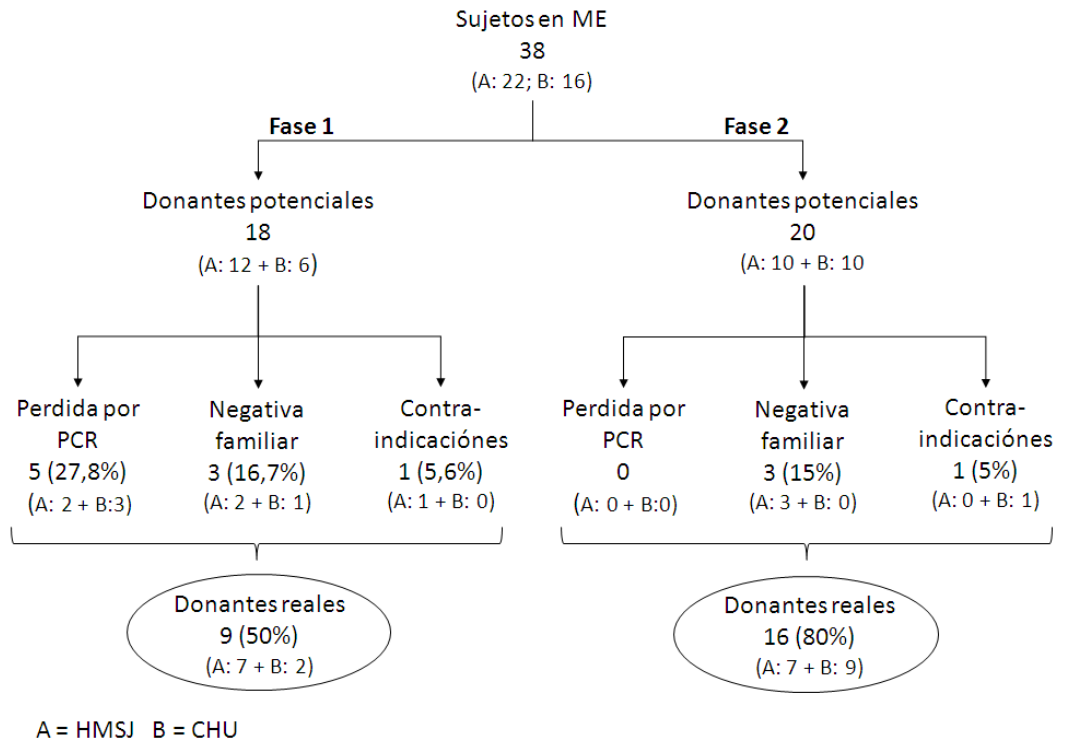 Sujetos en ME
38
(A: 22; B: 16)
Fase 1
Fase 2
Donantes potenciales
18
(A: 12 + B: 6)
Donantes potenciales
20
(A: 10 + B: 10
Perdida por
PCR
5 (27,8%)
(A: 2 + B:3)
Negativa
familiar
3 (16,7%)
(A: 2 + B: 1)
Contra-
indicaciónes
1 (5,6%)
(A: 1 + B: 0)
Perdida por
PCR
0
(A: 0 + B:0)
Negativa
familiar
3 (15%)
(A: 3 + B: 0)
Contra-
indicaciónes
1 (5%)
(A: 0 + B: 1)
Donantes reales
9 (50%)
(A: 7 + B: 2)
Donantes reales
16 (80%)
(A: 7 + B: 9)
A = HMSJ B = CHU